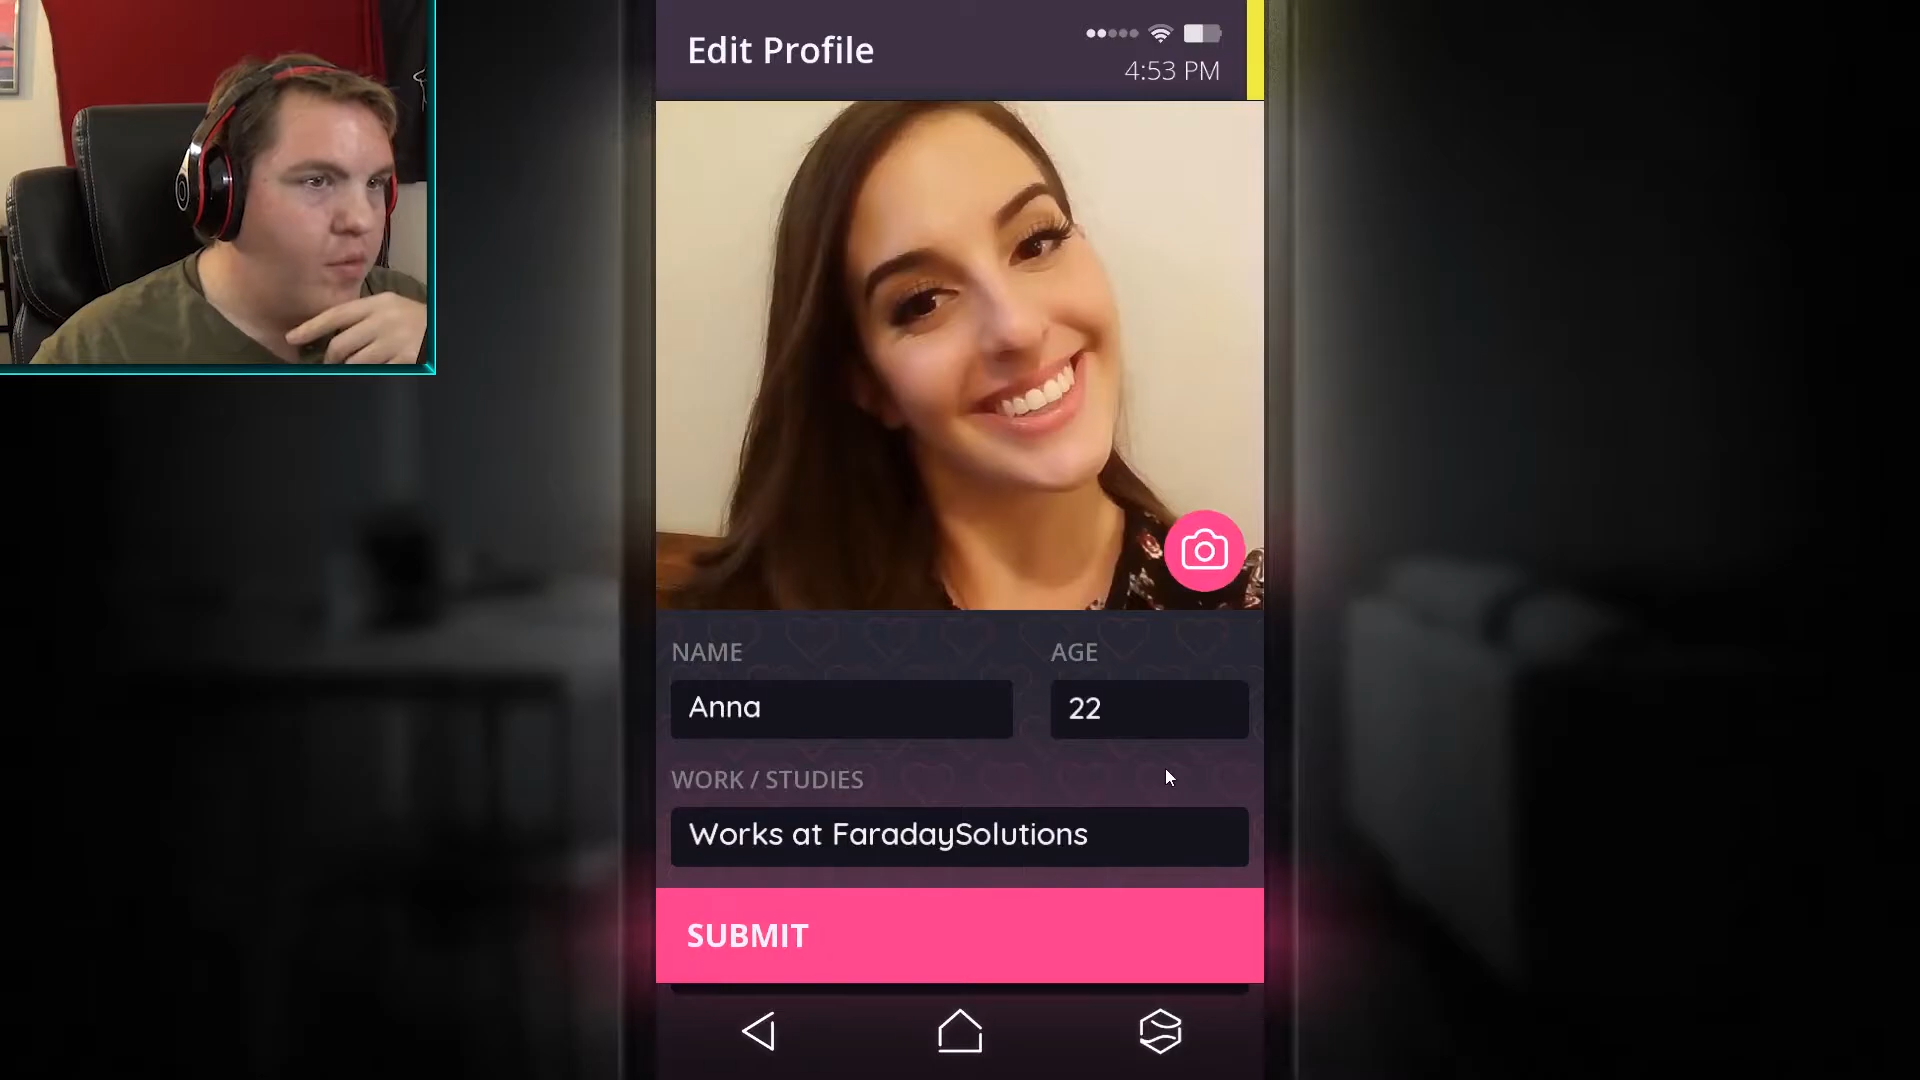 Edit Profile
4:53 PM
NAME
AGE
Anna
22
WORK / STUDIES
Works at FaradaySolutions
SUBMIT